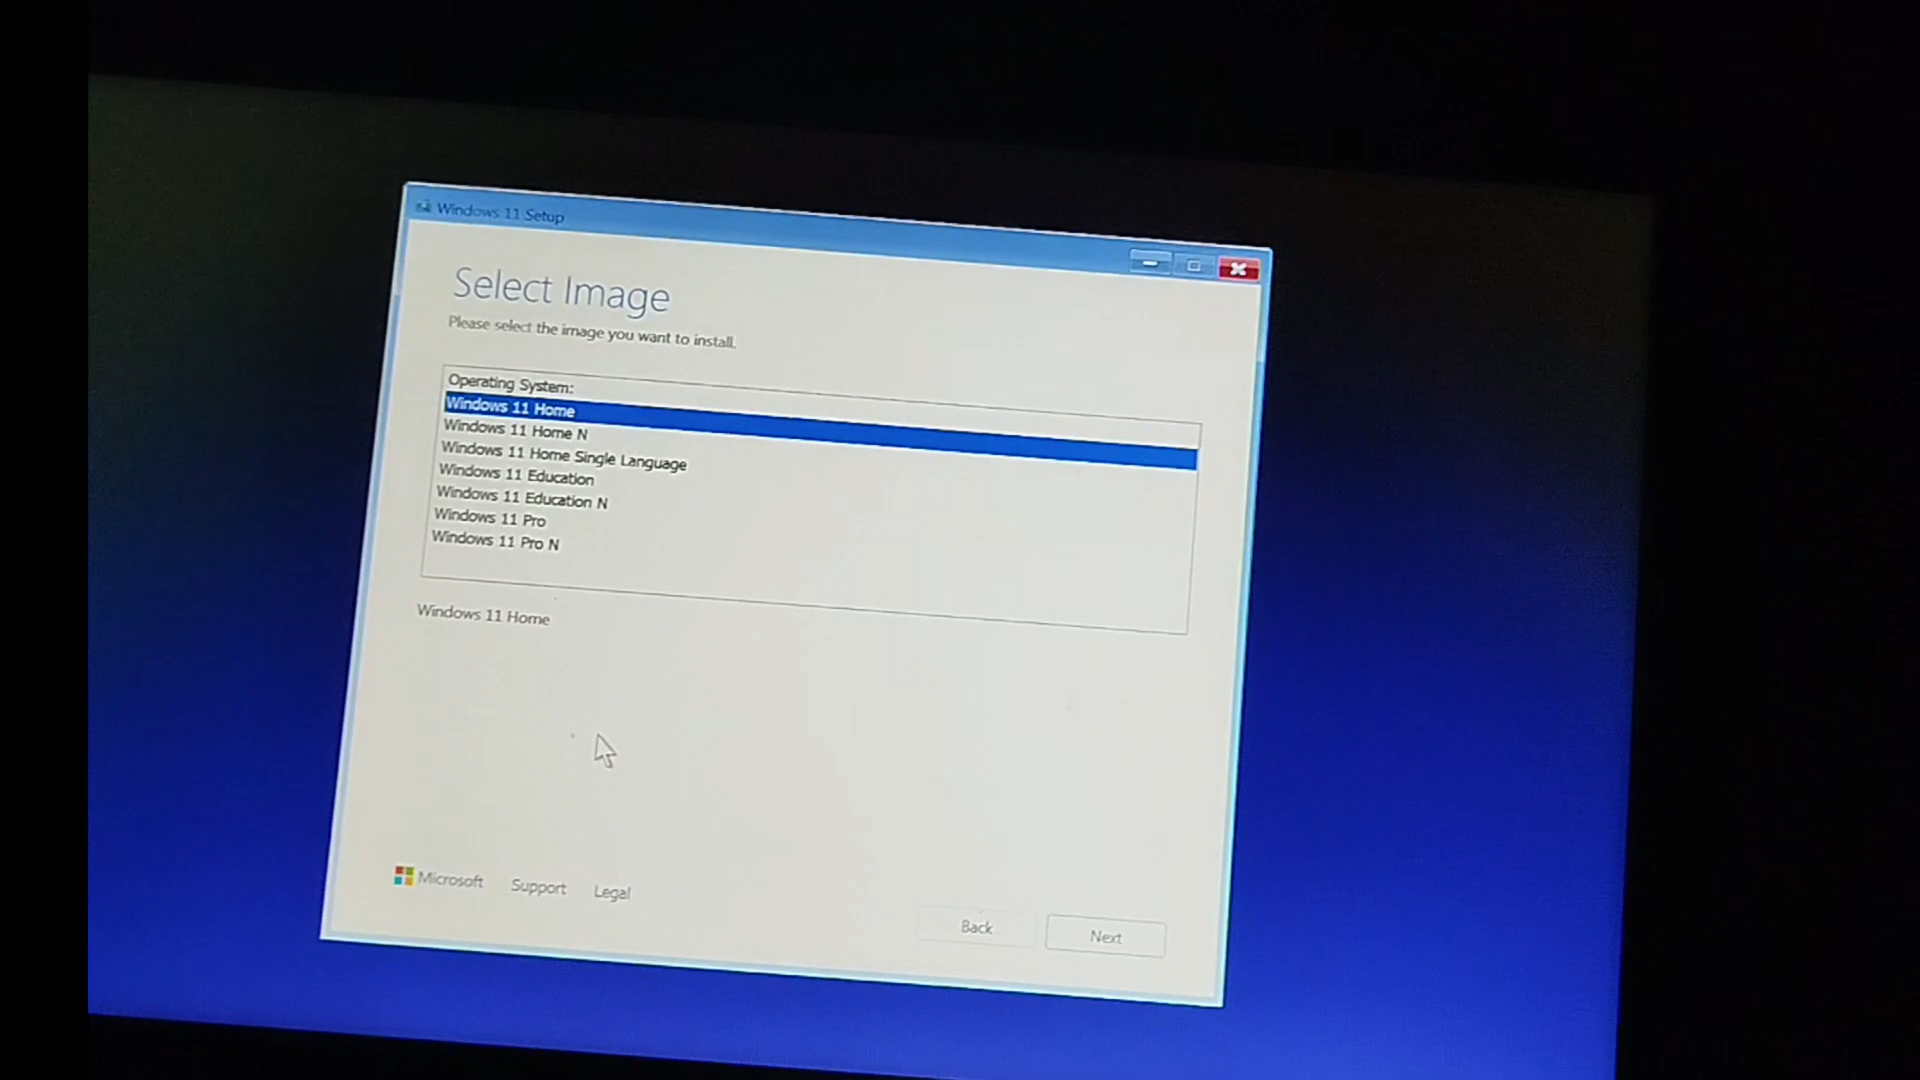 Windows 11 Setup
Select Image
Please select the image you want to install.
Operating System:
Windows 11 Home
Windows 11 Home N
Windows 11 Home Single Language
Windows 11 Education
Windows 11 Education N
Windows 11 Pro
Windows 11 Pro N
Windows 11 Home
Microsoft Support Legal
Back Next